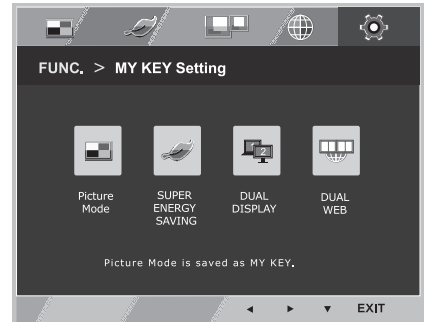 FUNC. > MY KEY Setting
Picture
Mode
SUPER
ENERGY
SAVING
2
DUAL
DISPLAY
DUAL
WEB
Picture Mode is saved as MY KEY.
◄ ► ▼ EXIT